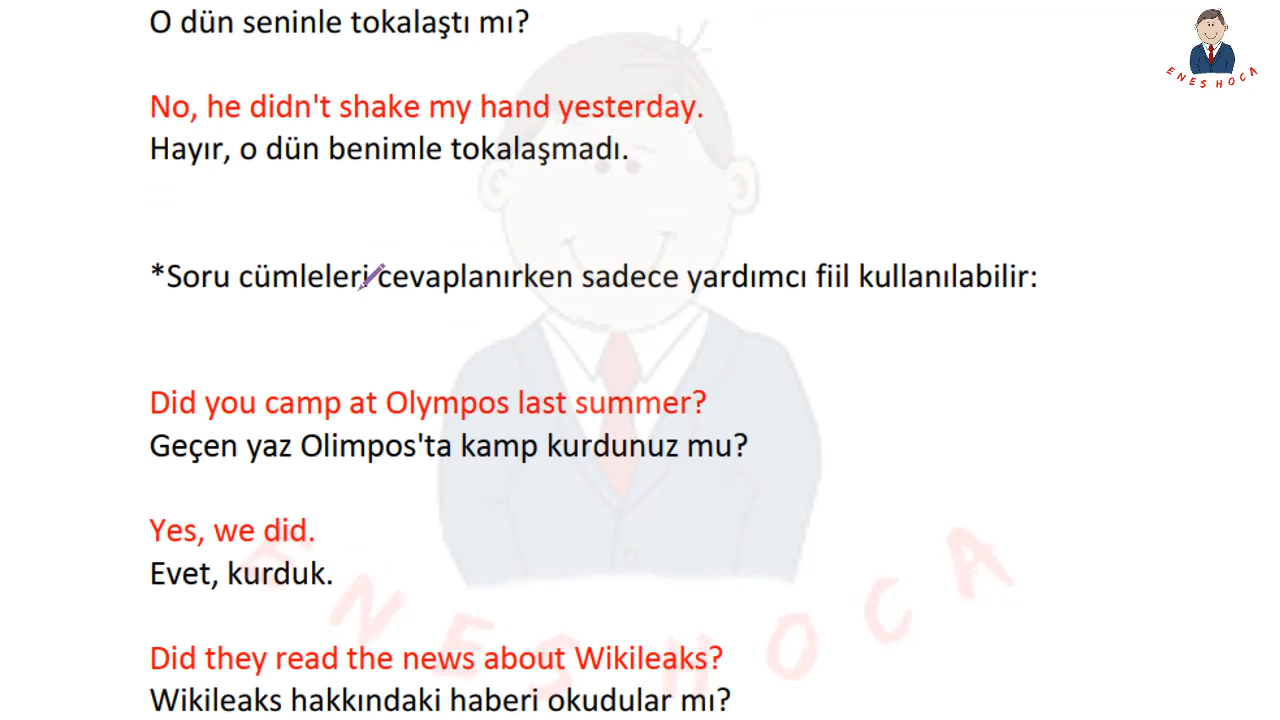 O dün seninle tokalaştı mı?
ENES HOCA
No, he didn't shake my hand yesterday.
Hayır, o dün benimle tokalaşmadı.
*Soru cümleleri cevaplanırken sadece yardımcı fiil kullanılabilir:
Did you camp at Olympos last summer?
Geçen yaz Olimpos'ta kamp kurdunuz mu?
Yes, we did.
Evet, kurduk.
ENES HOCA
Did they read the news about Wikileaks?
Wikileaks hakkındaki haberi okudular mı?